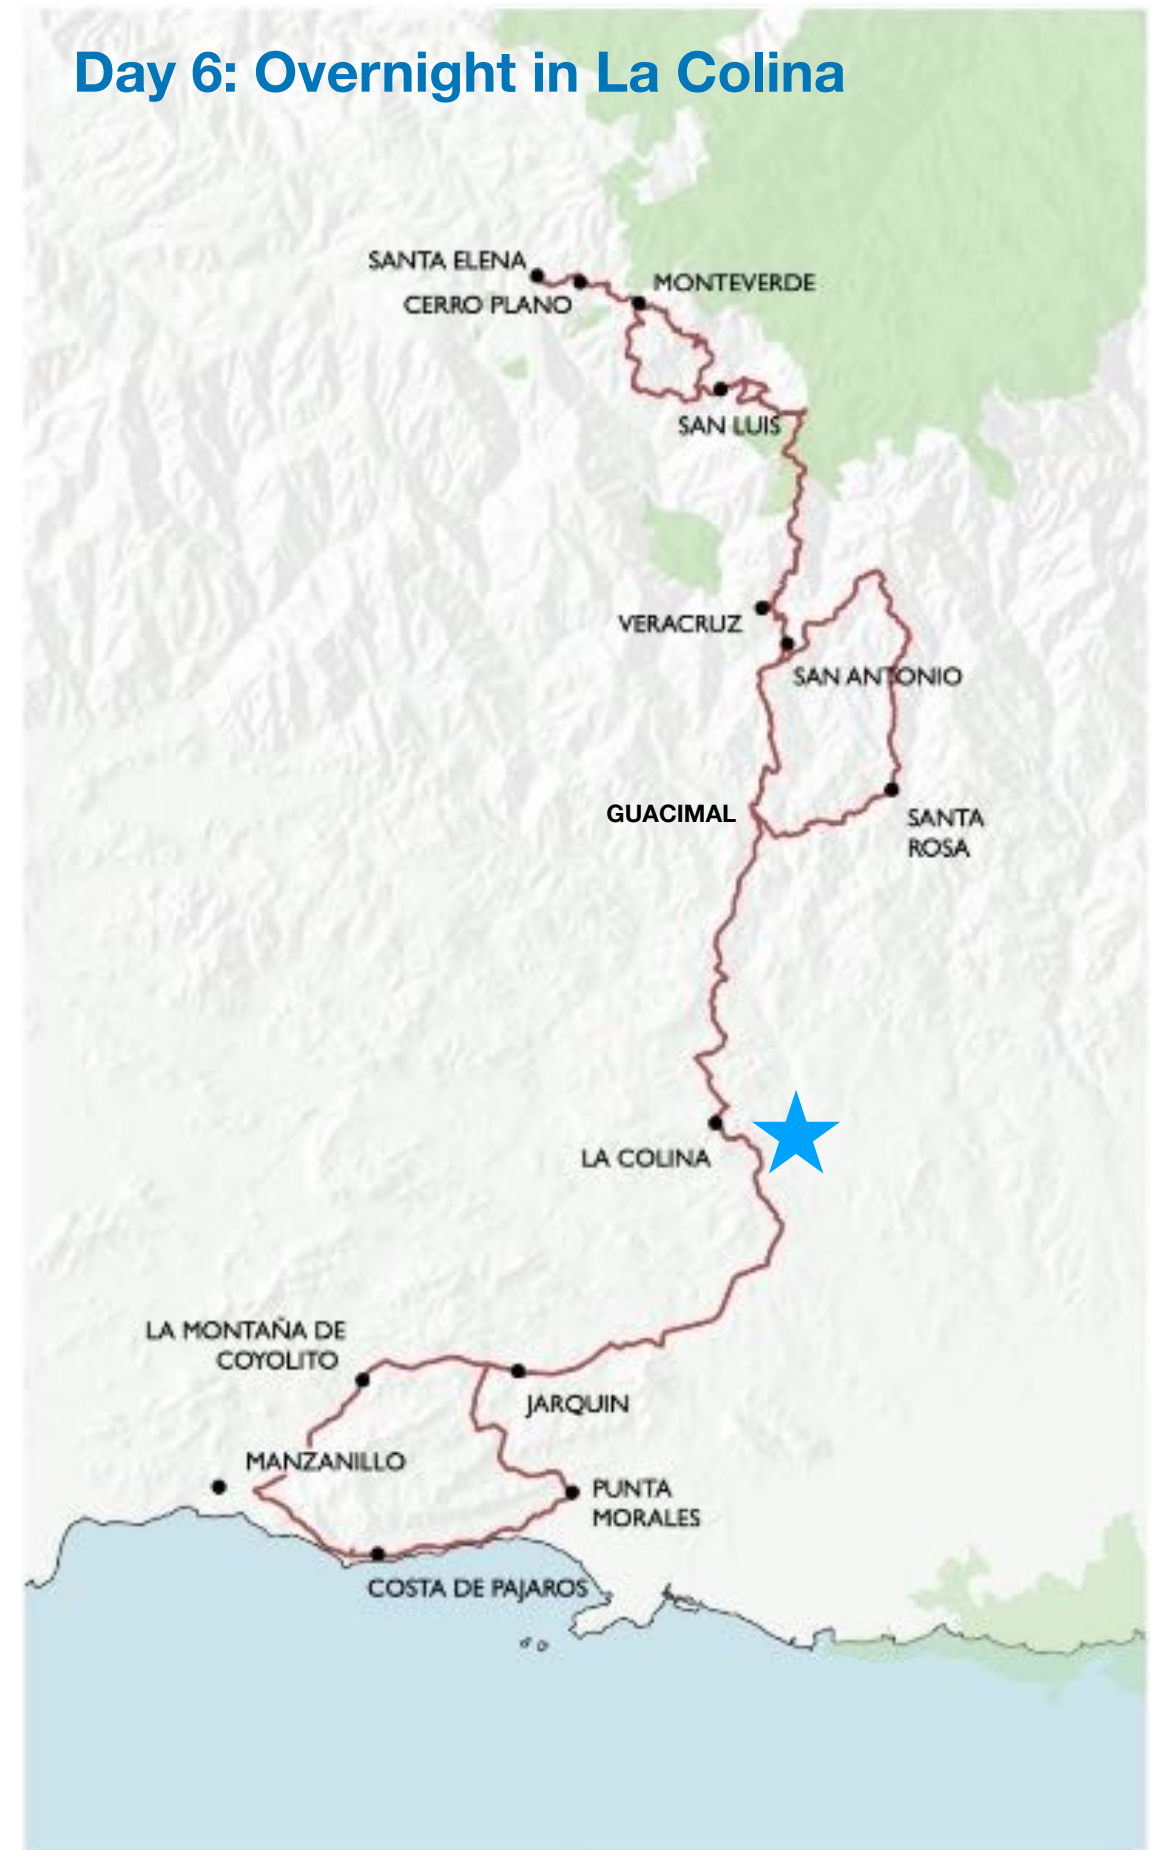 Day 6: Overnight in La Colina
SANTA ELENA
MONTEVERDE
CERRO PLANO
SAN LUIS
VERACRUZ
SAN ANTONIO
GUACIMAL
SANTA
ROSA
LA COLINA
LA MONTAÑA DE
COYOLITO
JARQUIN
MANZANILLO
PUNTA
MORALES
COSTA DE PAJAROS